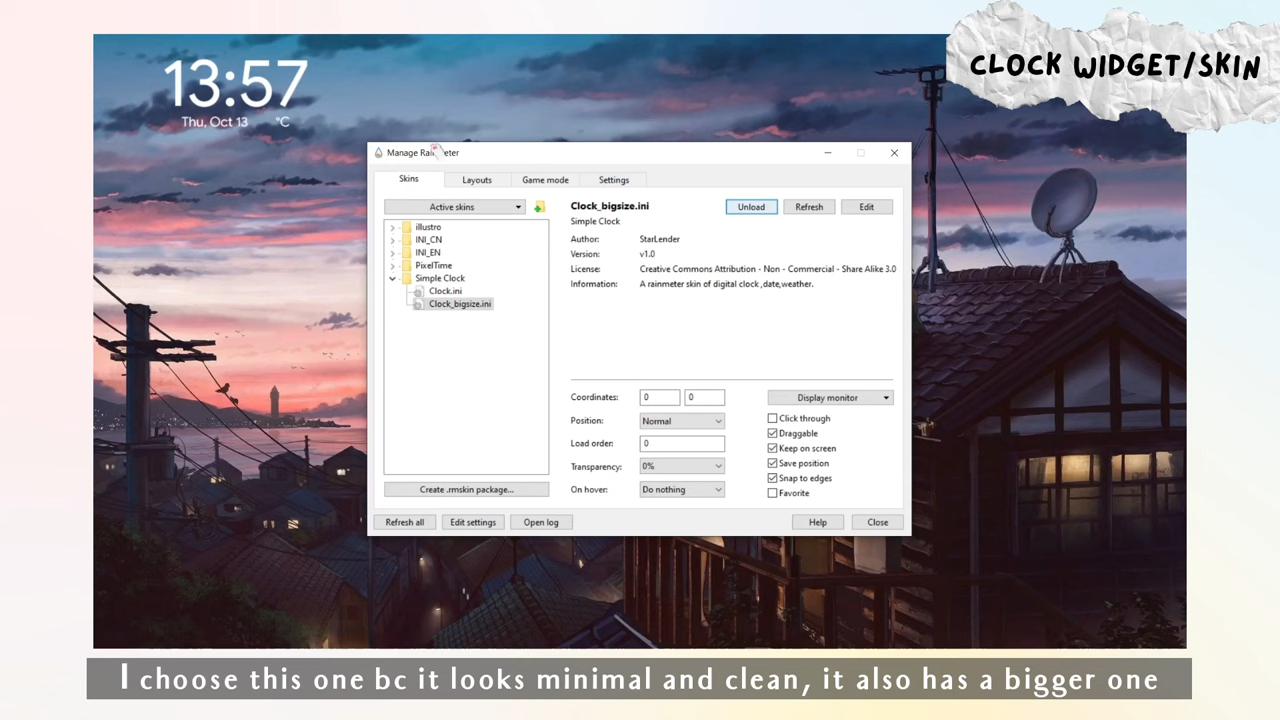 CLOCK WIDGET/SKIN
13:57
Thu, Oct 13 °C
Manage Rainmeter
Skins Layouts Game mode Settings
Active skins
illustro
INI_CN
INI_EN
PixelTime
Simple Clock
Clock.ini
Clock_bigsize.ini
Create .rmskin package...
Clock_bigsize.ini Unload Refresh Edit
Simple Clock
Author: StarLender
Version: v1.0
License: Creative Commons Attribution - Non - Commercial - Share Alike 3.0
Information: A rainmeter skin of digital clock ,date,weather.
Coordinates: 0 0
Position: Normal
Load order: 0
Transparency: 0%
On hover: Do nothing
Display monitor
Click through
Draggable
Keep on screen
Save position
Snap to edges
Favorite
Refresh all Edit settings Open log Help Close
I choose this one bc it looks minimal and clean, it also has a bigger one